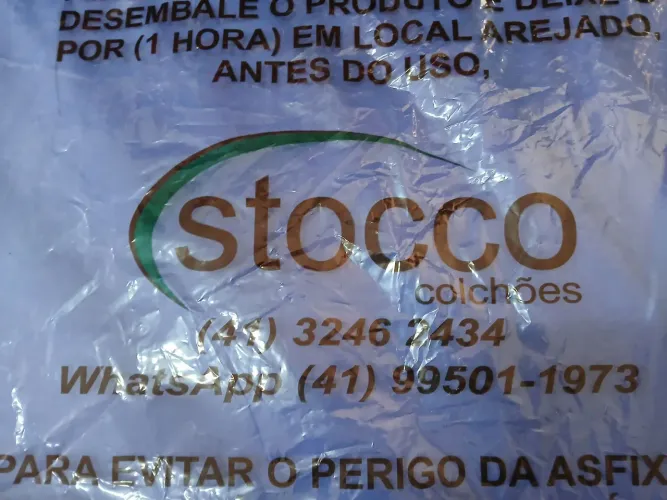 DESEMBALE O PRODUTO E DEIXE
POR (1 HORA) EM LOCAL AREJADO,
ANTES DO USO,
stocco
colchões
(41) 3246 2434
WhatsApp (41) 99501-1973
PARA EVITAR O PERIGO DA ASFIX